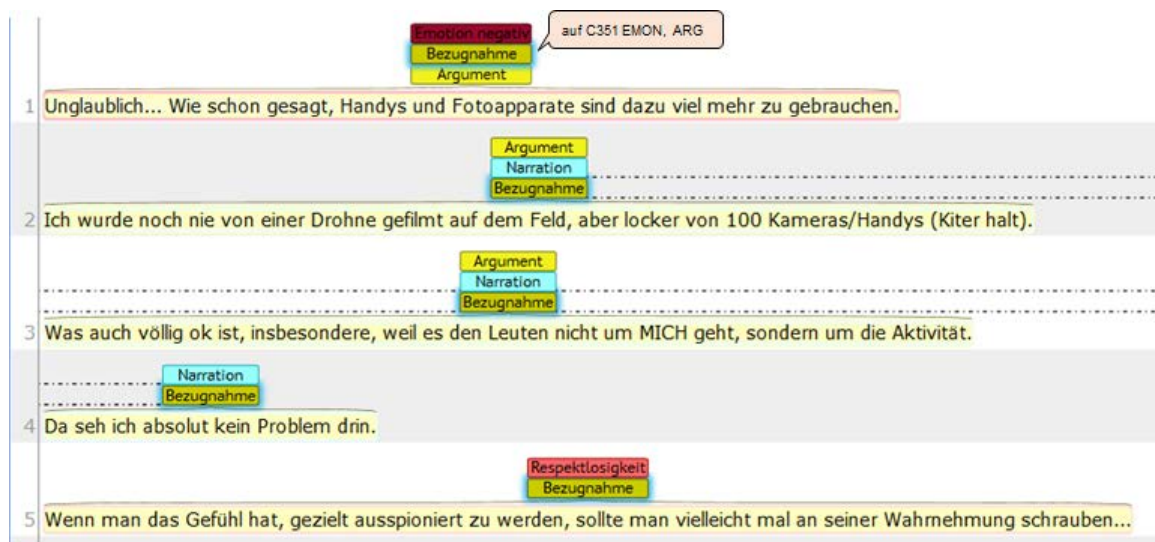 Emotion negativ
auf C351 EMON, ARG
Bezugnahme
Argument
1 Unglaublich... Wie schon gesagt, Handys und Fotoapparate sind dazu viel mehr zu gebrauchen.
Argument
Narration
Bezugnahme
2 Ich wurde noch nie von einer Drohne gefilmt auf dem Feld, aber locker von 100 Kameras/Handys (Kiter halt).
Argument
Narration
Bezugnahme
3 Was auch völlig ok ist, insbesondere, weil es den Leuten nicht um MICH geht, sondern um die Aktivität.
Narration
Bezugnahme
4 Da seh ich absolut kein Problem drin.
Respektlosigkeit
Bezugnahme
5 Wenn man das Gefühl hat, gezielt ausspioniert zu werden, sollte man vielleicht mal an seiner Wahrnehmung schrauben...